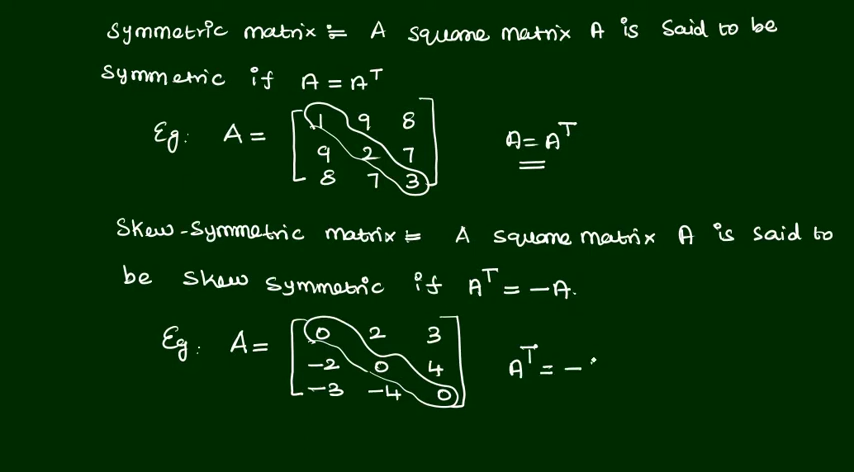 Symmetric matrix := A square matrix A is said to be
symmetric if A = A^T
Eg: A = [1 9 8
9 2 7
8 7 3] A = A^T
Skew-symmetric matrix := A square matrix A is said to
be skew symmetric if A^T = -A.
Eg: A = [0 2 3
-2 0 4
-3 -4 0] A^T = -